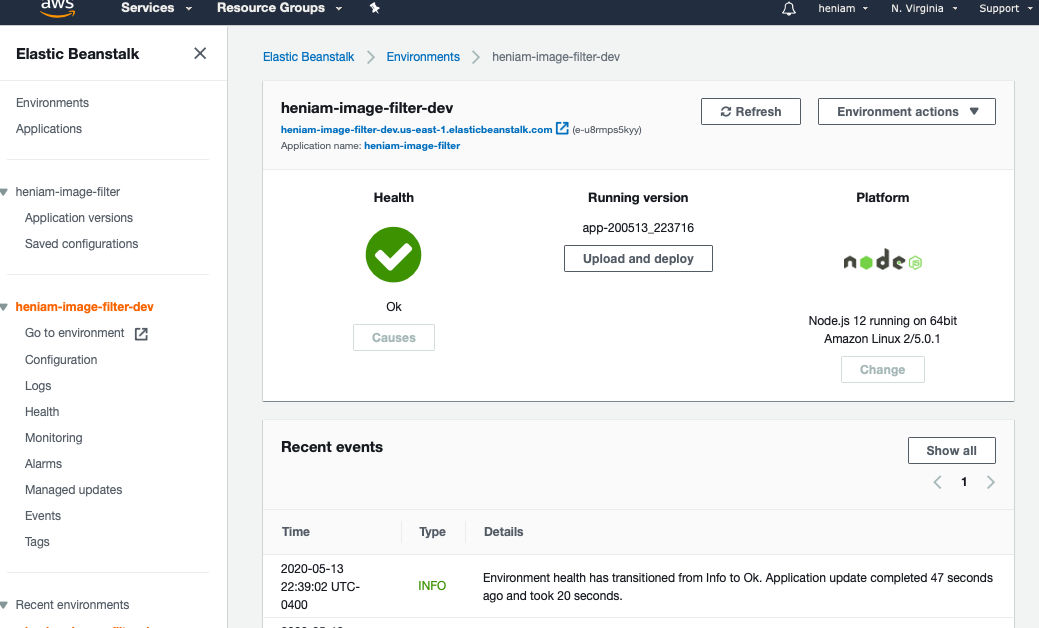 aws
Services
Resource Groups
heniam
N. Virginia
Support
Elastic Beanstalk
Environments
Applications
heniam-image-filter
Application versions
Saved configurations
heniam-image-filter-dev
Go to environment
Configuration
Logs
Health
Monitoring
Alarms
Managed updates
Events
Tags
Recent environments
Elastic Beanstalk
Environments
heniam-image-filter-dev
heniam-image-filter-dev
heniam-image-filter-dev.us-east-1.elasticbeanstalk.com (e-u8rmps5kyy)
Application name: heniam-image-filter
Refresh
Environment actions
Health
Ok
Causes
Running version
app-200513_223716
Upload and deploy
Platform
node JS
Node.js 12 running on 64bit
Amazon Linux 2/5.0.1
Change
Recent events
Show all
1
Time
Type
Details
2020-05-13
22:39:02 UTC-
0400
INFO
Environment health has transitioned from Info to Ok. Application update completed 47 seconds
ago and took 20 seconds.